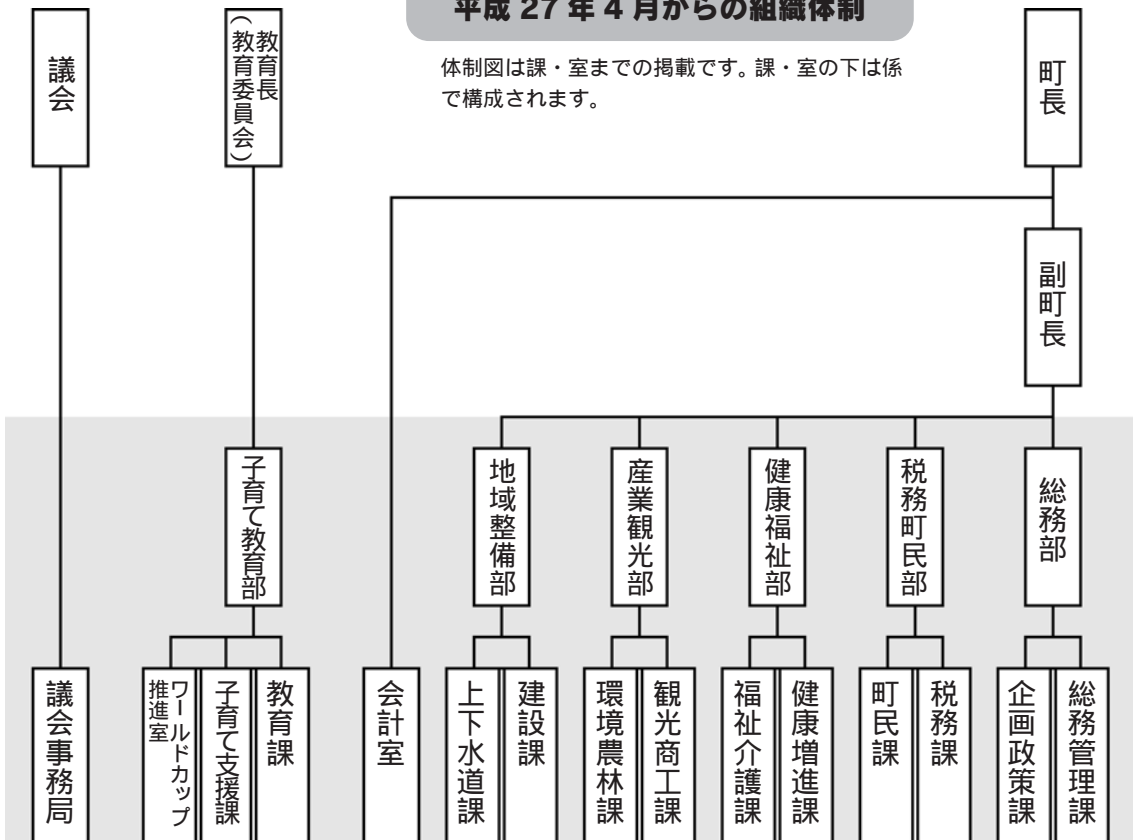 平成 27 年 4 月からの組織体制
体制図は課・室までの掲載です。課・室の下は係
で構成されます。
町長
教育長
（教育委員会）
議会
副町長
総務部
税務町民部
健康福祉部
産業観光部
地域整備部
子育て教育部
総務管理課
企画政策課
税務課
町民課
健康増進課
福祉介護課
観光商工課
環境農林課
建設課
上下水道課
会計室
教育課
子育て支援課
ワールドカップ
推進室
議会事務局